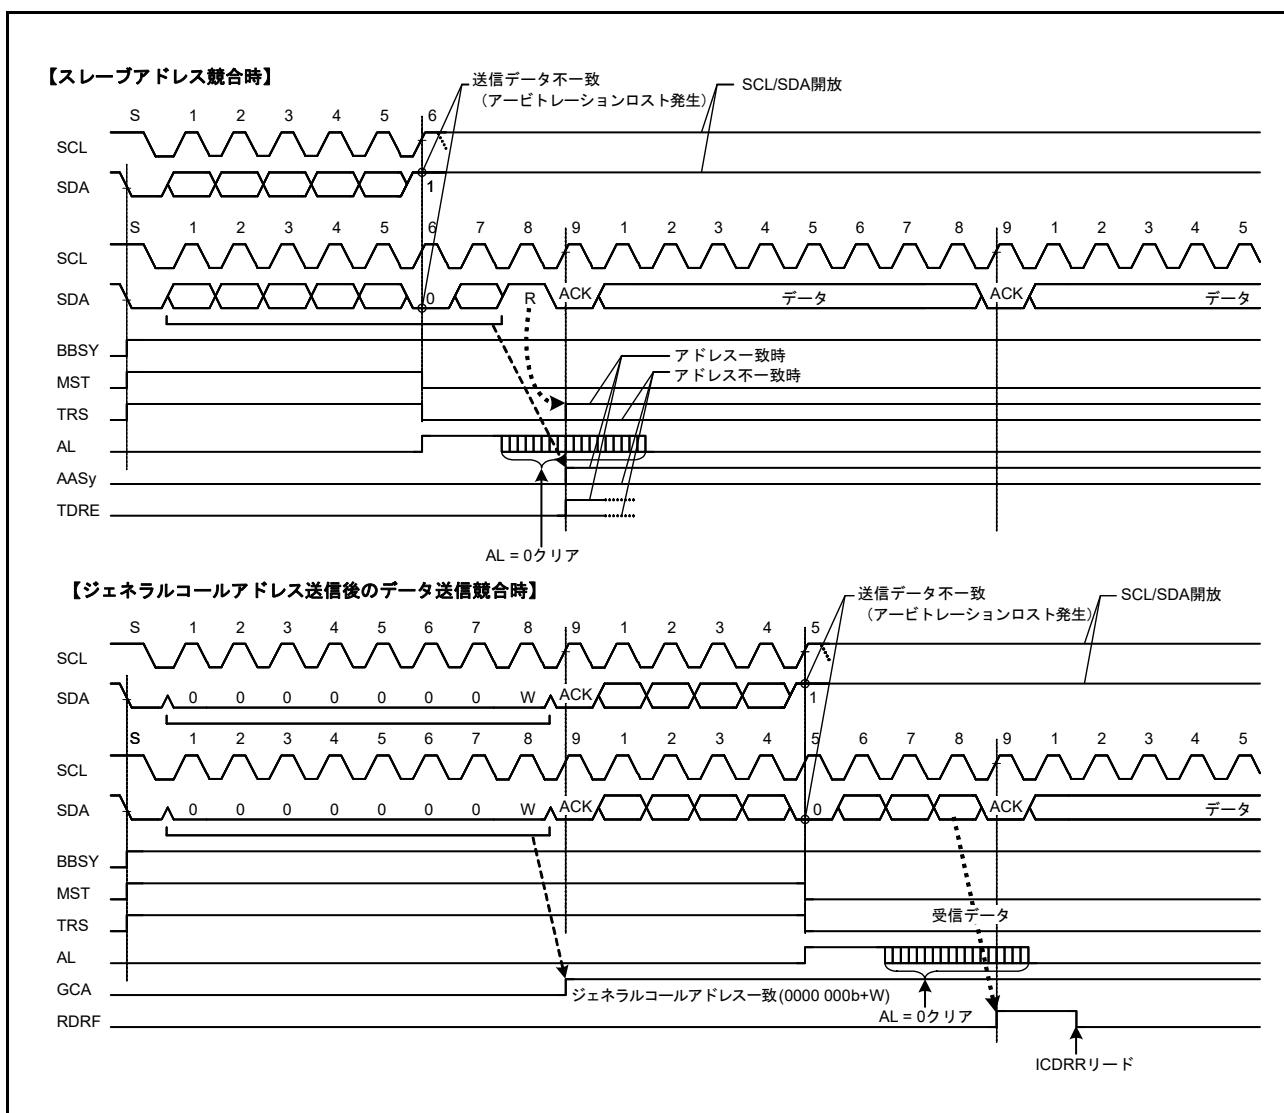 【スレーブアドレス競合時】
送信データ不一致
（アービトレーションロスト発生）
SCL/SDA開放
S 1 2 3 4 5 6
SCL
SDA 1
S 1 2 3 4 5 6 7 8 9 1 2 3 4 5 6 7 8 9 1 2 3 4 5
SCL
SDA 0 R ACK データ ACK データ
BBSY
アドレス一致時
MST
アドレス不一致時
TRS
AL
AASy
TDRE
AL = 0クリア
【ジェネラルコールアドレス送信後のデータ送信競合時】
送信データ不一致
（アービトレーションロスト発生）
SCL/SDA開放
S 1 2 3 4 5 6 7 8 9 1 2 3 4 5
SCL
SDA 0 0 0 0 0 0 0 W ACK 1
S 1 2 3 4 5 6 7 8 9 1 2 3 4 5 6 7 8 9 1 2 3 4 5
SCL
SDA 0 0 0 0 0 0 0 W ACK 0 ACK データ
BBSY
MST
TRS 受信データ
AL
GCA ジェネラルコールアドレス一致(0000 000b+W)
AL = 0クリア
RDRF
ICDRRリード